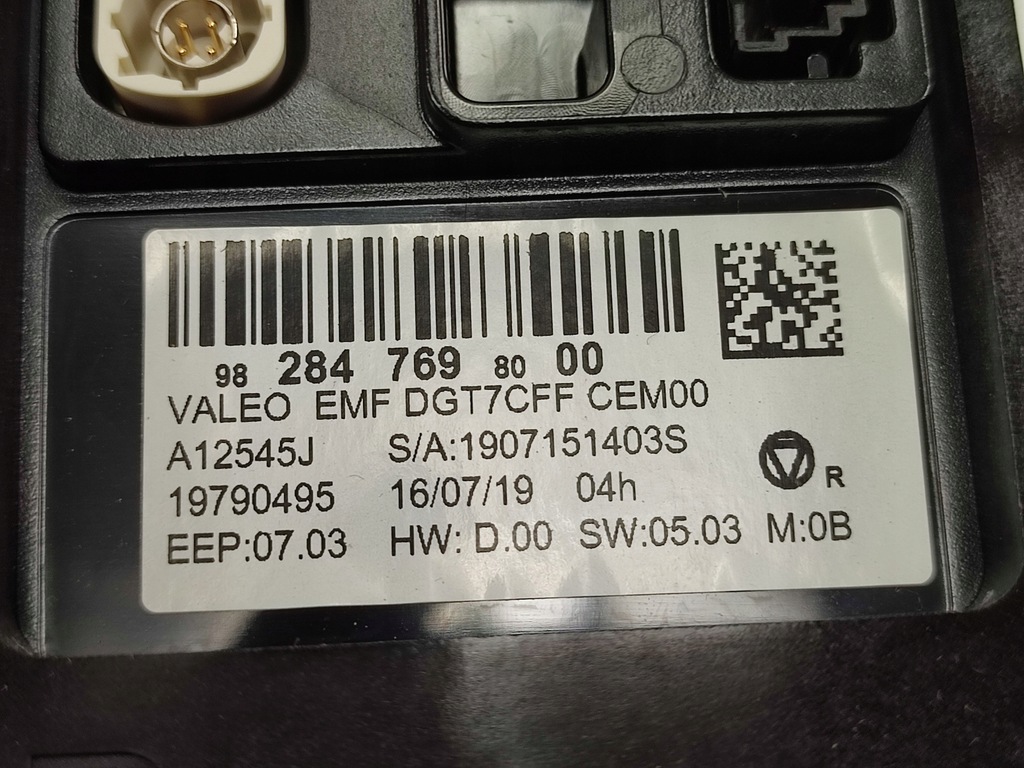 98 284 769 80 00
VALEO EMF DGT7CFF CEM00
A12545J S/A:1907151403S
19790495 16/07/19 04h R
EEP:07.03 HW: D.00 SW:05.03 M:0B